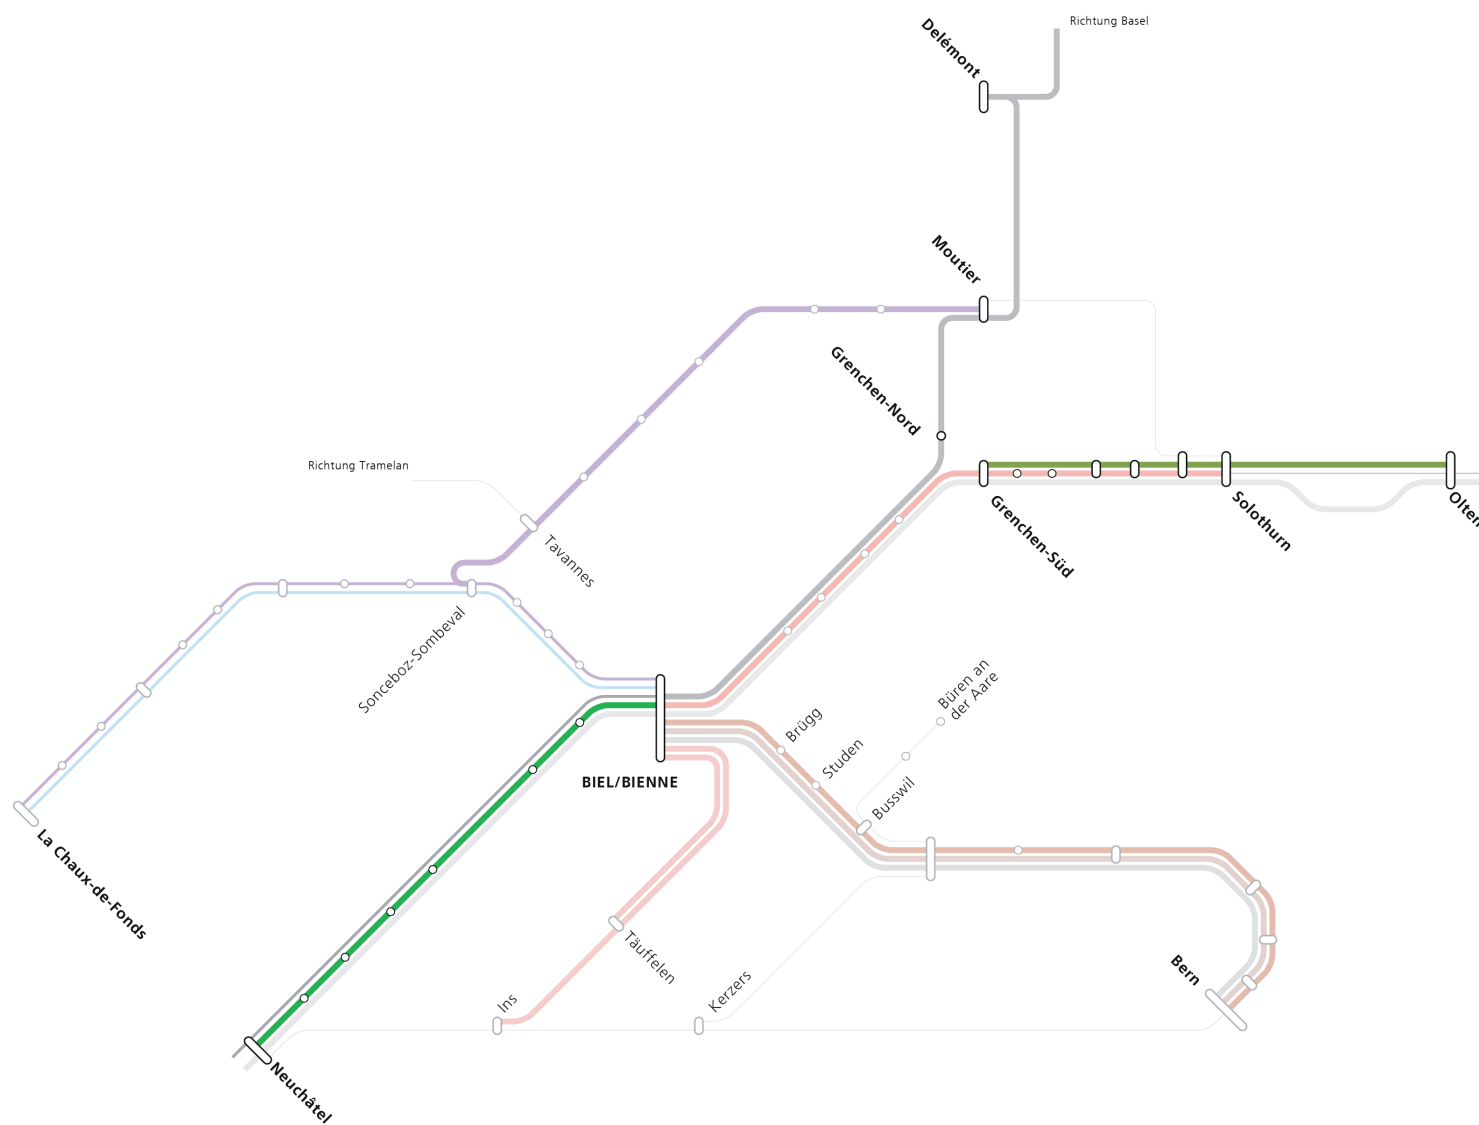 Richtung Basel
Delémont
Moutier
Grenchen-Nord
Richtung Tramelan
Grenchen-Süd
Solothurn
Olten
Tavannes
Sonceboz-Sombeval
Büren an
der Aare
Brügg
Studen
BIEL/BIENNE
Busswil
La Chaux-de-Fonds
Täuffelen
Bern
Kerzers
Ins
Neuchâtel